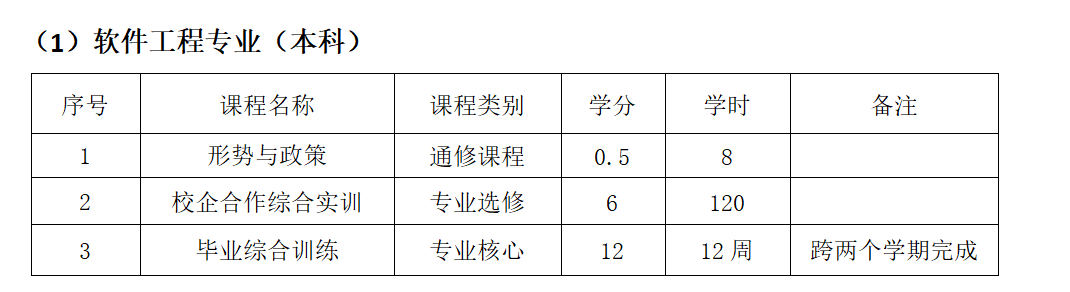 （1）软件工程专业（本科）
序号 课程名称 课程类别 学分 学时 备注
1 形势与政策 通修课程 0.5 8
2 校企合作综合实训 专业选修 6 120
3 毕业综合训练 专业核心 12 12周 跨两个学期完成